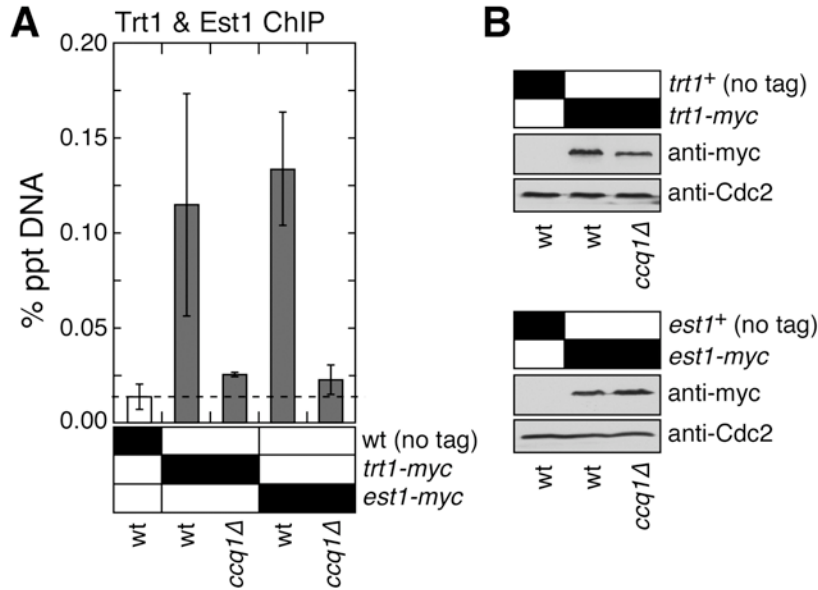 A
Trt1 & Est1 ChIP
% ppt DNA
0.20
0.15
0.10
0.05
0.00
wt (no tag)
trt1-myc
est1-myc
wt
wt
ccq1Δ
wt
ccq1Δ
B
trt1+ (no tag)
trt1-myc
anti-myc
anti-Cdc2
wt
wt
ccq1Δ
est1+ (no tag)
est1-myc
anti-myc
anti-Cdc2
wt
wt
ccq1Δ